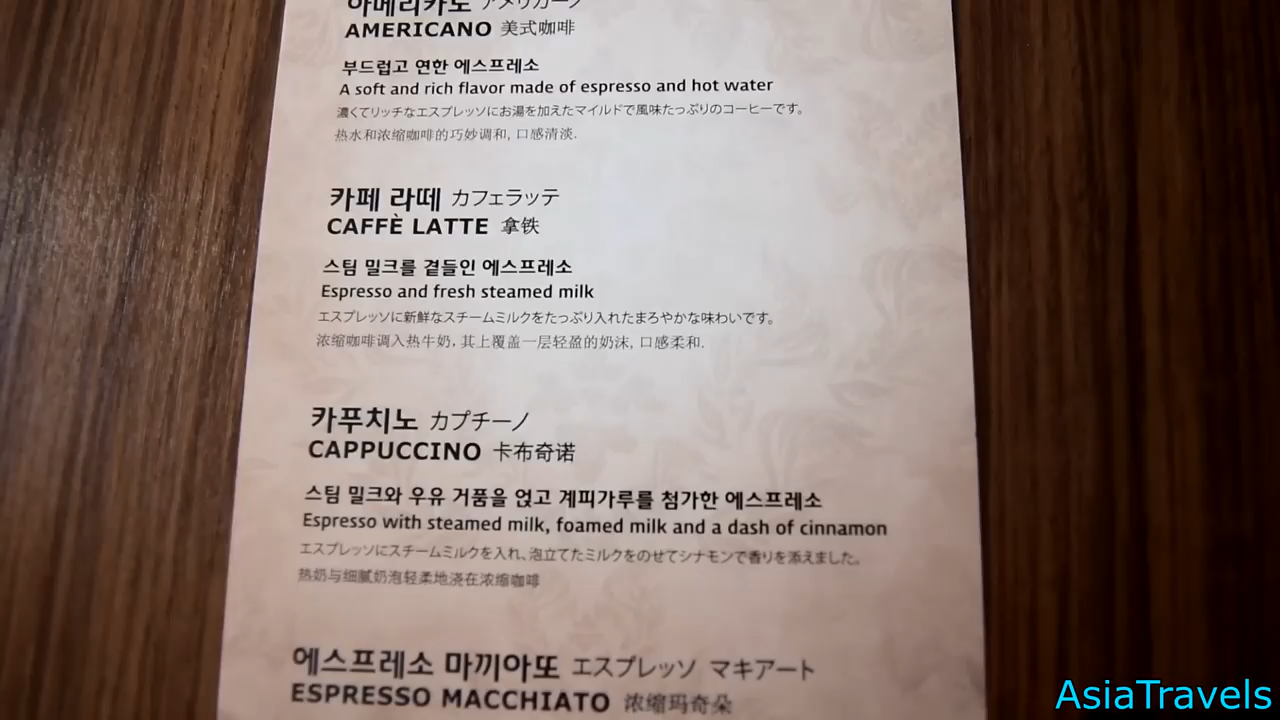 아메리카노 アメリカーノ
AMERICANO 美式咖啡
부드럽고 연한 에스프레소
A soft and rich flavor made of espresso and hot water
濃くてリッチなエスプレッソにお湯を加えたマイルドで風味たっぷりのコーヒーです。
热水和浓缩咖啡的巧妙调和, 口感清淡.
카페 라떼 カフェラッテ
CAFFÈ LATTE 拿铁
스팀 밀크를 곁들인 에스프레소
Espresso and fresh steamed milk
エスプレッソに新鮮なスチームミルクをたっぷり入れたまろやかな味わいです。
浓缩咖啡调入热牛奶, 其上覆盖一层轻盈的奶沫, 口感柔和.
카푸치노 カプチーノ
CAPPUCCINO 卡布奇诺
스팀 밀크와 우유 거품을 얹고 계피가루를 첨가한 에스프레소
Espresso with steamed milk, foamed milk and a dash of cinnamon
エスプレッソにスチームミルクを入れ、泡立てたミルクをのせてシナモンで香りを添えました。
热奶与细腻奶泡轻柔地浇在浓缩咖啡
에스프레소 마끼아또 エスプレッソ マキアート
ESPRESSO MACCHIATO 浓缩玛奇朵
AsiaTravels